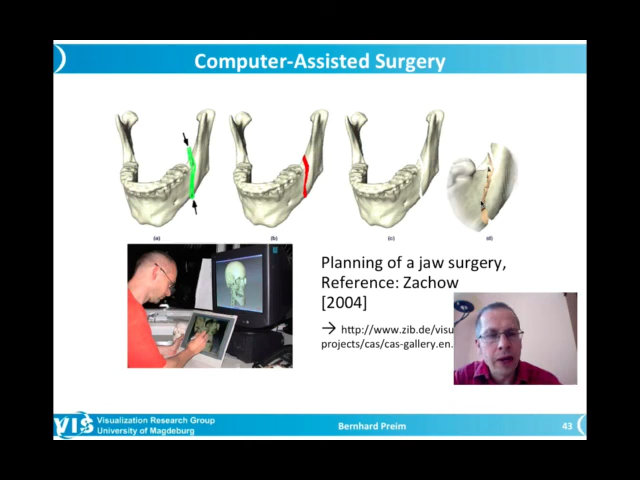 Computer-Assisted Surgery
(a) (b) (c) (d)
Planning of a jaw surgery,
Reference: Zachow
[2004]
→ http://www.zib.de/visu
projects/cas/cas-gallery.en.
VIS Visualization Research Group
University of Magdeburg
Bernhard Preim
43